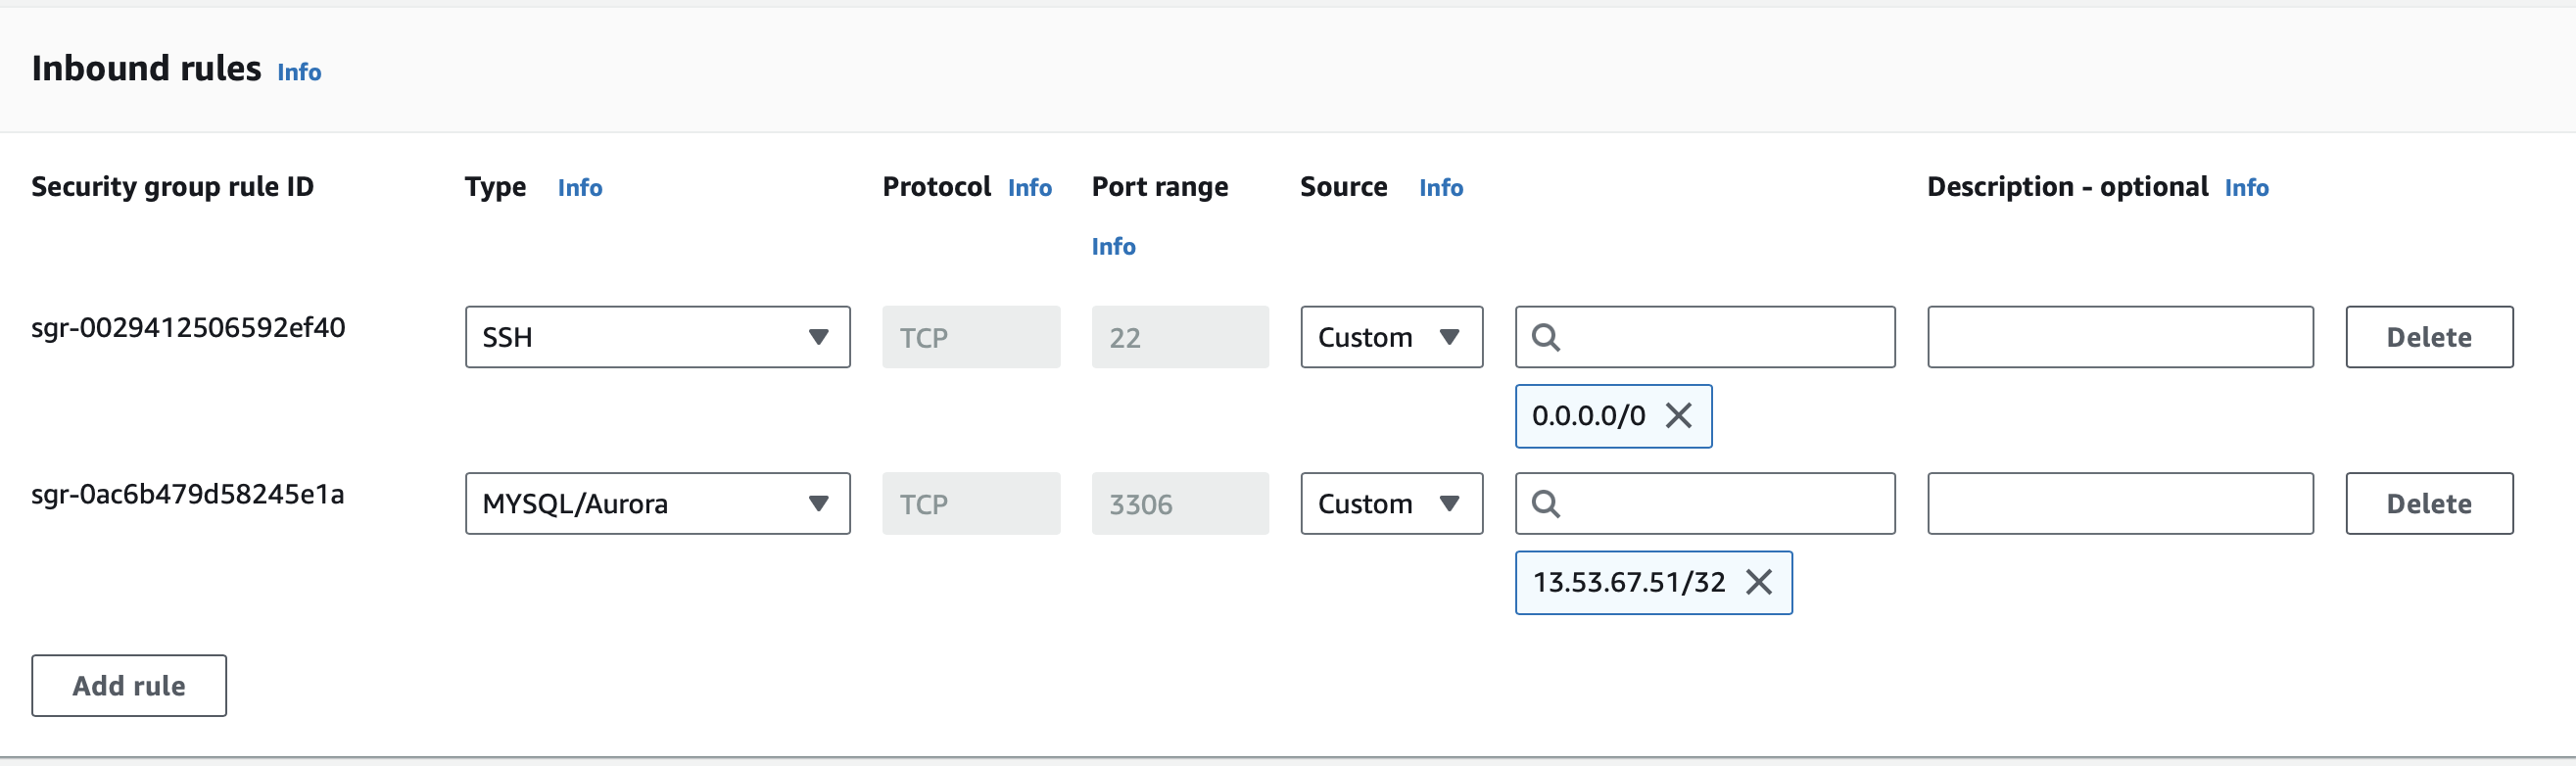 Inbound rules Info
Security group rule ID Type Info Protocol Info Port range Info Source Info Description - optional Info
sgr-0029412506592ef40 SSH TCP 22 Custom Delete
0.0.0.0/0
sgr-0ac6b479d58245e1a MYSQL/Aurora TCP 3306 Custom Delete
13.53.67.51/32
Add rule